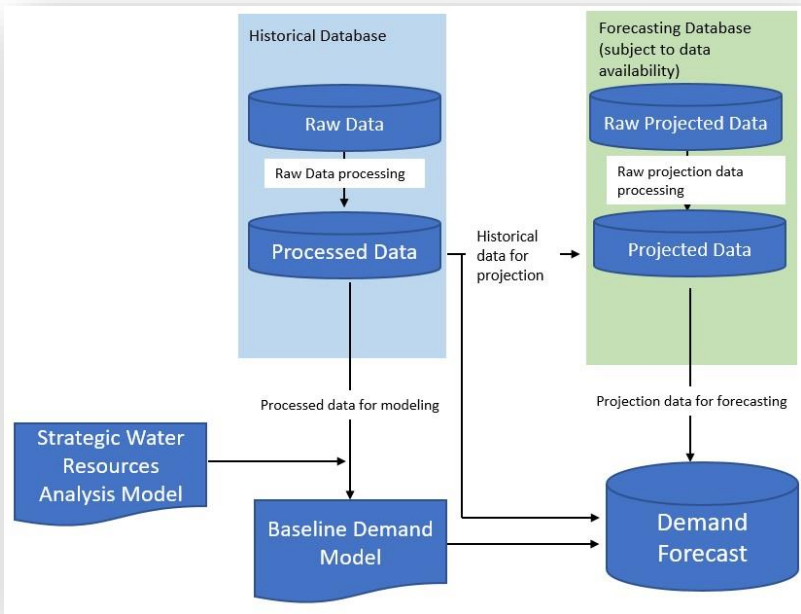 Historical Database
Forecasting Database
(subject to data
availability)
Raw Data
Raw Projected Data
Raw Data processing
Raw projection data
processing
Processed Data
Historical
data for
projection
Projected Data
Processed data for modeling
Projection data for forecasting
Strategic Water
Resources
Analysis Model
Baseline Demand
Model
Demand
Forecast